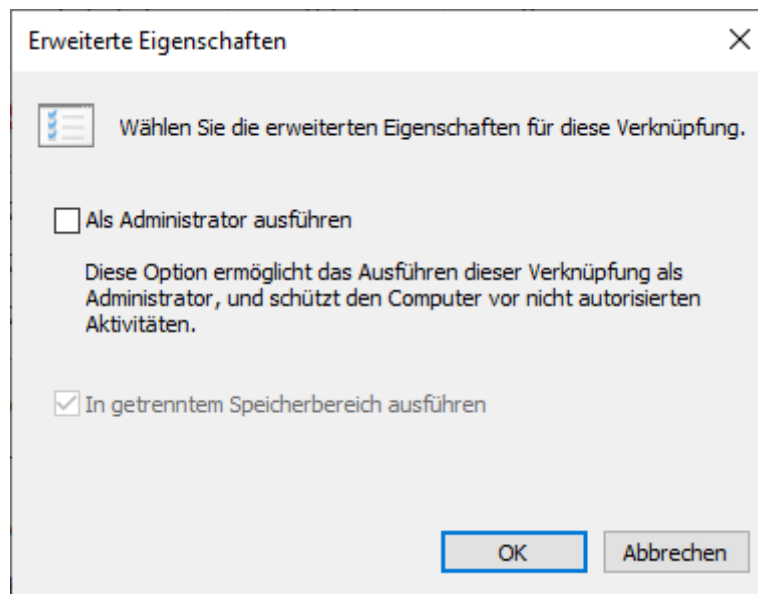 Erweiterte Eigenschaften
Wählen Sie die erweiterten Eigenschaften für diese Verknüpfung.
Als Administrator ausführen
Diese Option ermöglicht das Ausführen dieser Verknüpfung als
Administrator, und schützt den Computer vor nicht autorisierten
Aktivitäten.
In getrenntem Speicherbereich ausführen
OK
Abbrechen